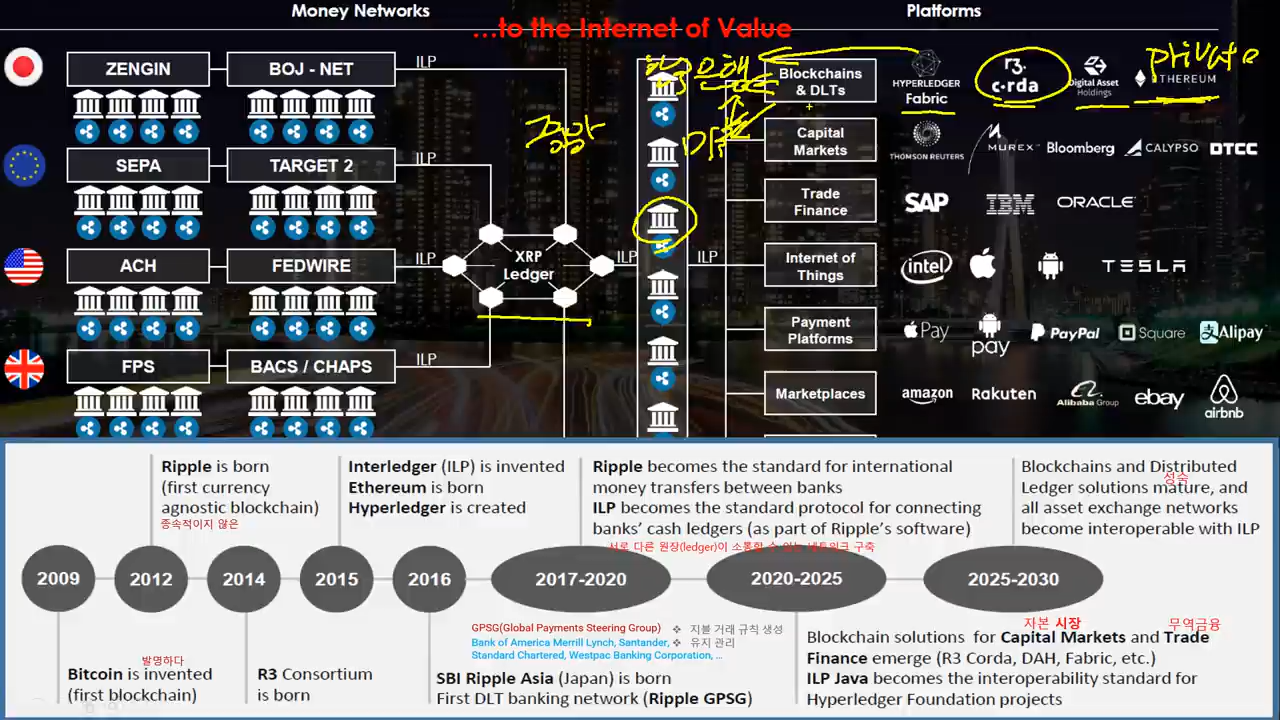 Money Networks
Platforms
…to the Internet of Value
ZENGIN
BOJ - NET
ILP
SEPA
TARGET 2
ILP
ACH
FEDWIRE
ILP
FPS
BACS / CHAPS
ILP
중앙
XRP
Ledger
ILP
ILP
Blockchains
& DLTs
HYPERLEDGER
Fabric
r3.
c·rda
Digital Asset
Holdings
private
ETHEREUM
Capital
Markets
THOMSON REUTERS
MUREX
Bloomberg
CALYPSO
DTCC
Trade
Finance
SAP
IBM
ORACLE
Internet of
Things
intel
TESLA
Payment
Platforms
Pay
pay
PayPal
Square
Alipay
Marketplaces
amazon
Rakuten
Alibaba Group
ebay
airbnb
Ripple is born
(first currency
agnostic blockchain)
종속적이지 않은
Interledger (ILP) is invented
Ethereum is born
Hyperledger is created
Ripple becomes the standard for international
money transfers between banks
ILP becomes the standard protocol for connecting
banks' cash ledgers (as part of Ripple's software)
서로 다른 원장(ledger)이 소통할 수 있는 네트워크 구축
Blockchains and Distributed
성숙
Ledger solutions mature, and
all asset exchange networks
become interoperable with ILP
2009
2012
2014
2015
2016
2017-2020
2020-2025
2025-2030
발명하다
Bitcoin is invented
(first blockchain)
R3 Consortium
is born
GPSG(Global Payments Steering Group)
❖ 지불 거래 규칙 생성
Bank of America Merrill Lynch, Santander,
❖ 유지 관리
Standard Chartered, Westpac Banking Corporation, …
SBI Ripple Asia (Japan) is born
First DLT banking network (Ripple GPSG)
자본 시장
무역금융
Blockchain solutions for Capital Markets and Trade
Finance emerge (R3 Corda, DAH, Fabric, etc.)
ILP Java becomes the interoperability standard for
Hyperledger Foundation projects